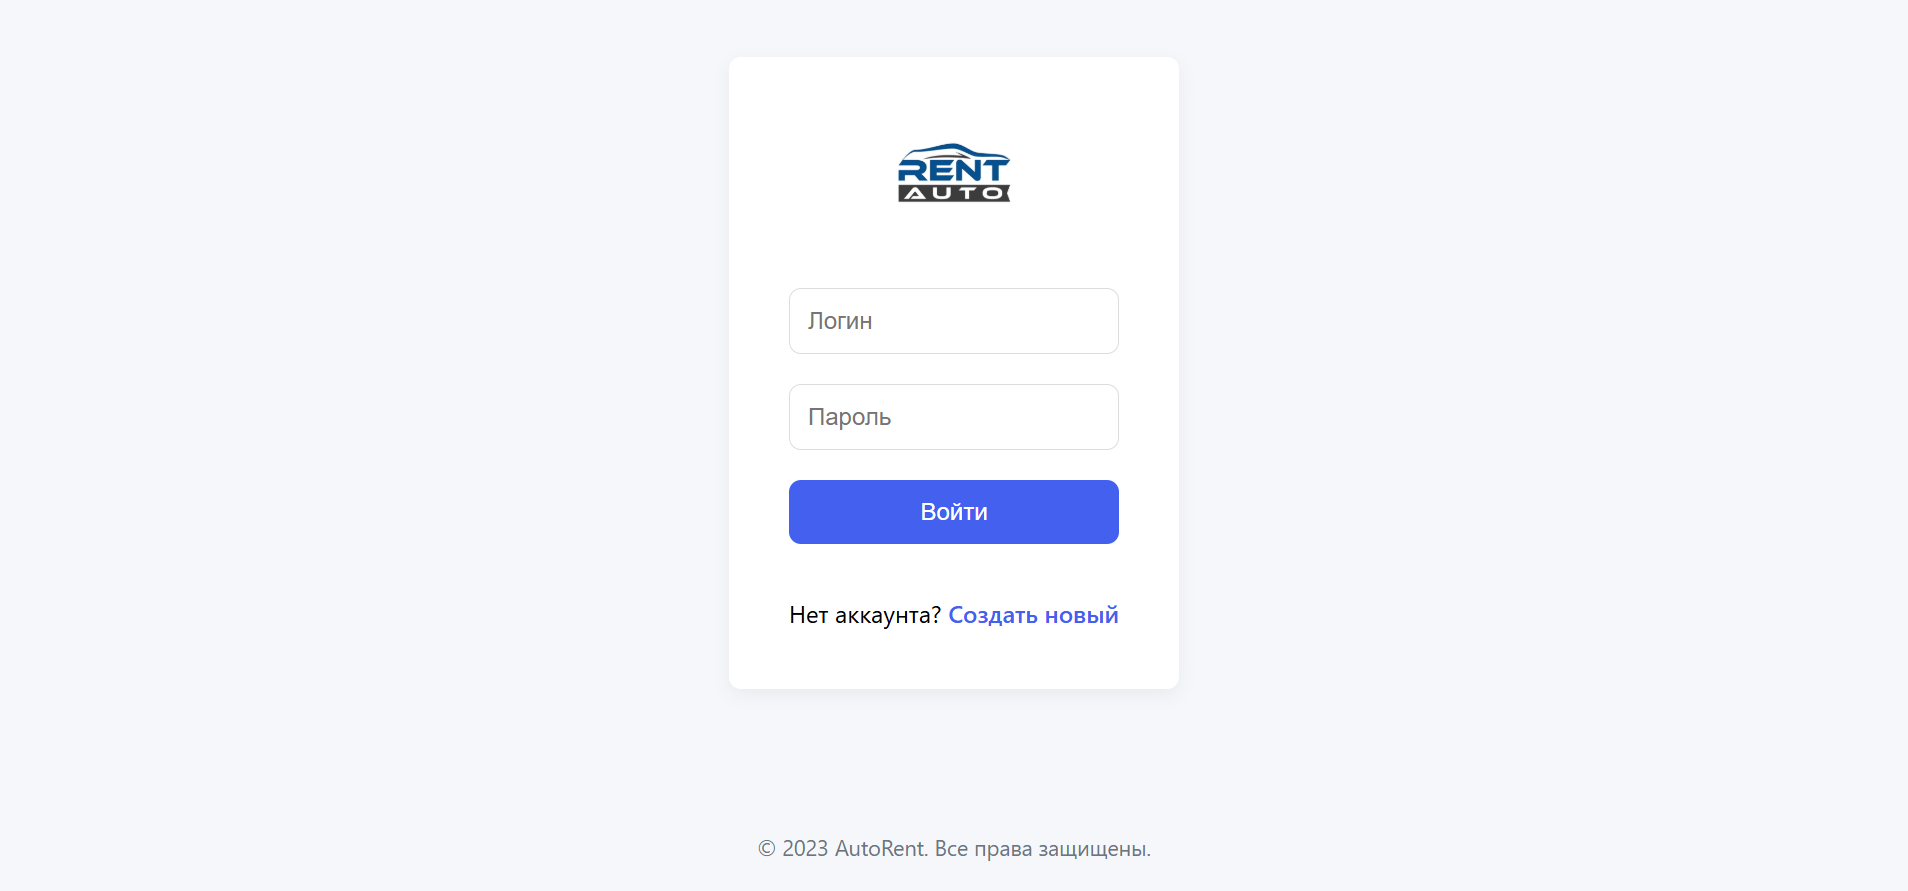 RENT
AUTO
Логин
Пароль
Войти
Нет аккаунта? Создать новый
© 2023 AutoRent. Все права защищены.